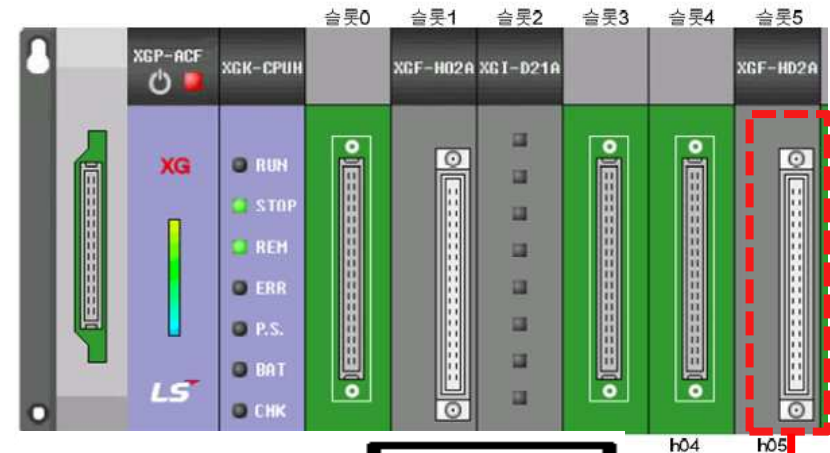 슬롯0 슬롯1 슬롯2 슬롯3 슬롯4 슬롯5
XGP-ACF XGK-CPUH XGF-HO2A XGI-D21A XGF-HD2A
XG
RUN
STOP
REM
ERR
P.S.
BAT
LS
CHK
h04 h05